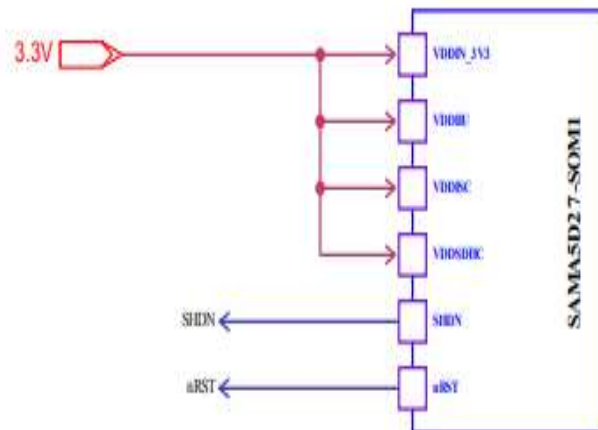 3.3V
VDDIN_3V3
VDDBU
VDDISC
VDDSDHC
SHDN
SHDN
nRST
nRST
SAMA5D27-SOM1